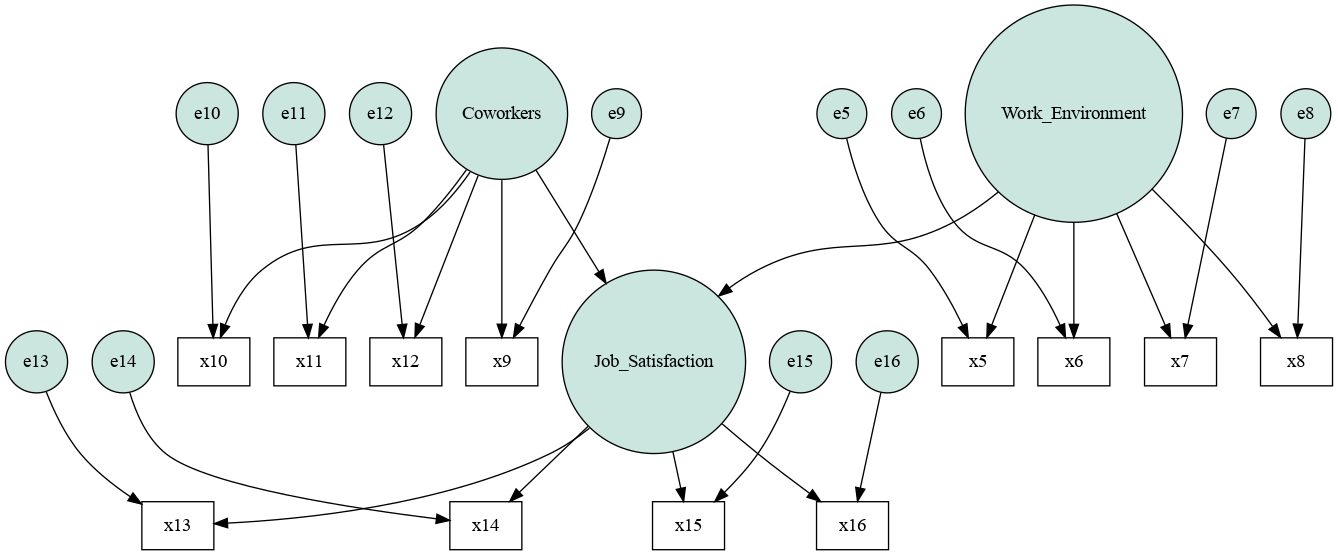 e10
e11
e12
Coworkers
e9
e5
e6
Work_Environment
e7
e8
e13
e14
x10
x11
x12
x9
Job_Satisfaction
e15
e16
x5
x6
x7
x8
x13
x14
x15
x16